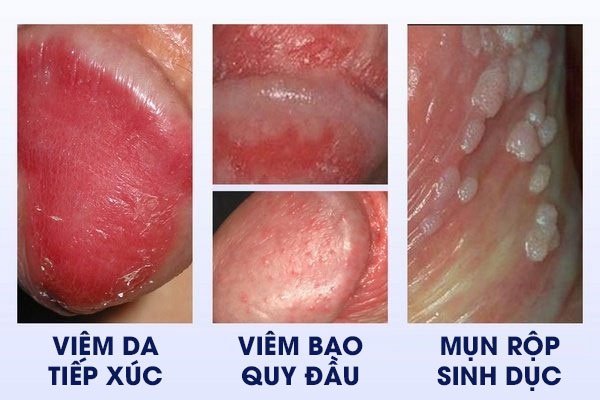 VIÊM DA
TIẾP XÚC
VIÊM BAO
QUY ĐẦU
MỤN RỘP
SINH DỤC